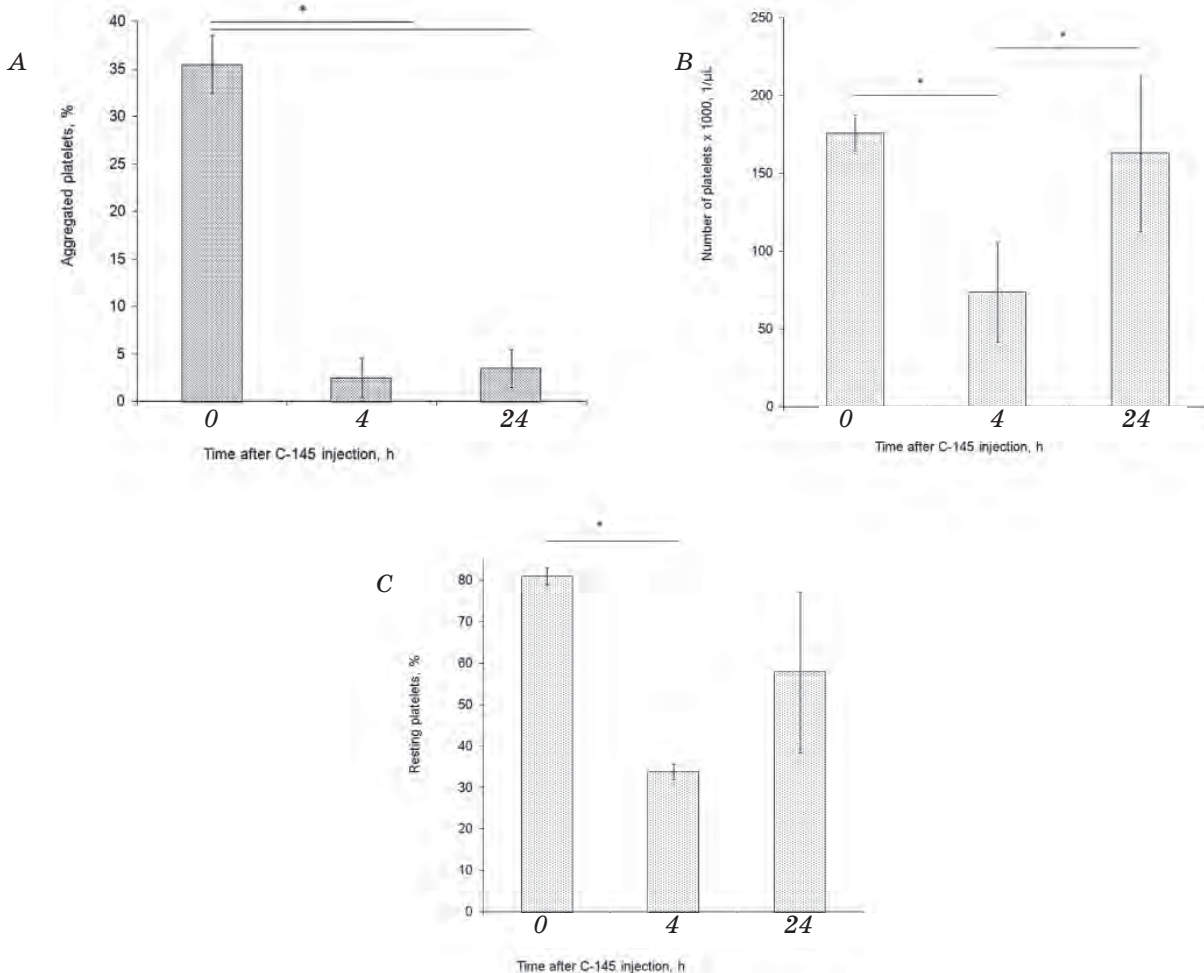 A
*
40
35
30
25
20
15
10
5
0
Aggregated platelets, %
0 4 24
Time after C-145 injection, h
B
*
*
250
200
150
100
50
0
Number of platelets x 1000, 1/µL
0 4 24
Time after C-145 injection, h
C
*
80
70
60
50
40
30
20
10
0
Resting platelets, %
0 4 24
Time after C-145 injection, h